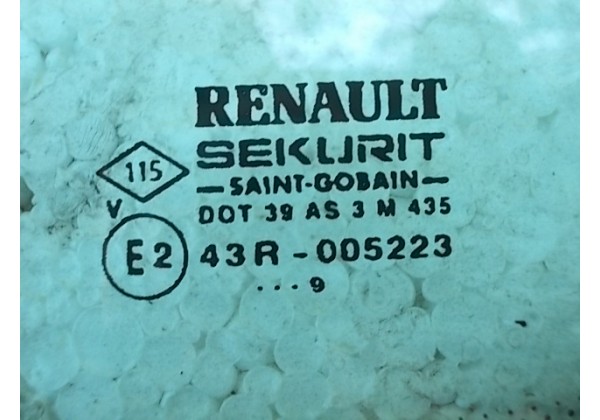 RENAULT
SEKURIT
—SAINT-GOBAIN—
115
V
DOT 39 AS 3 M 435
E2
43R-005223
...9